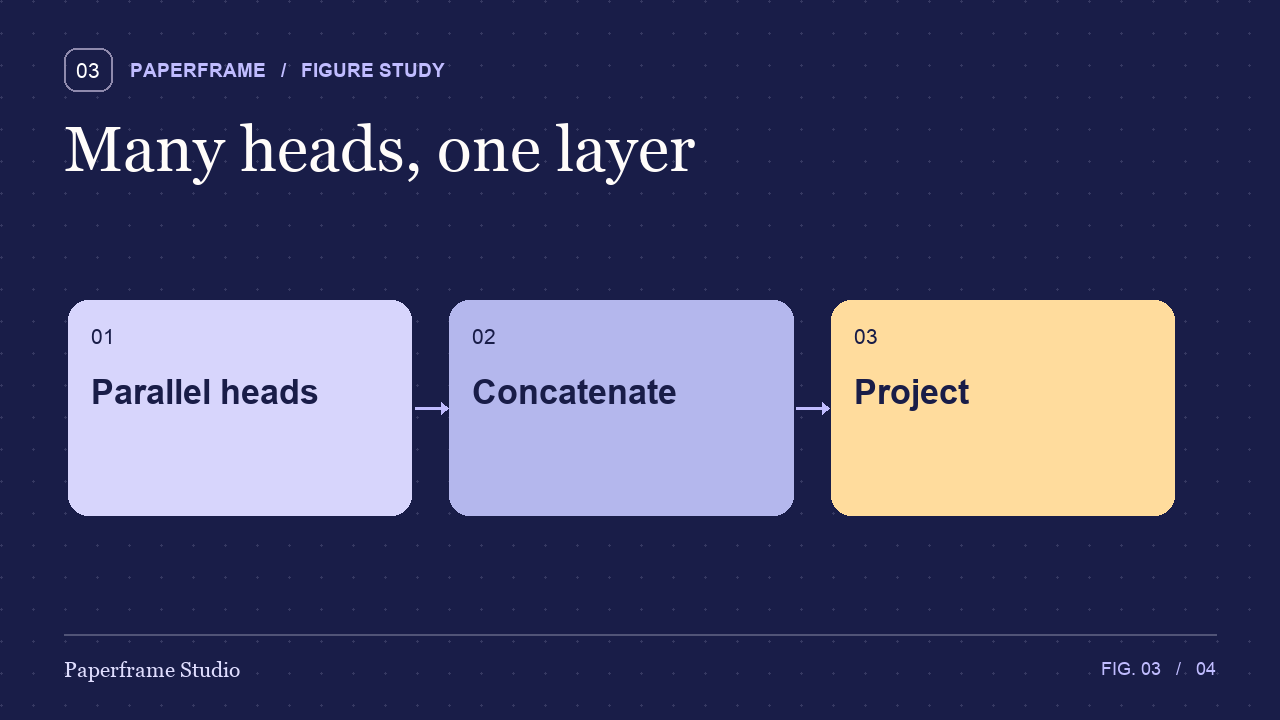 03
PAPERFRAME / FIGURE STUDY
Many heads, one layer
01
Parallel heads
02
Concatenate
03
Project
Paperframe Studio
FIG. 03 / 04